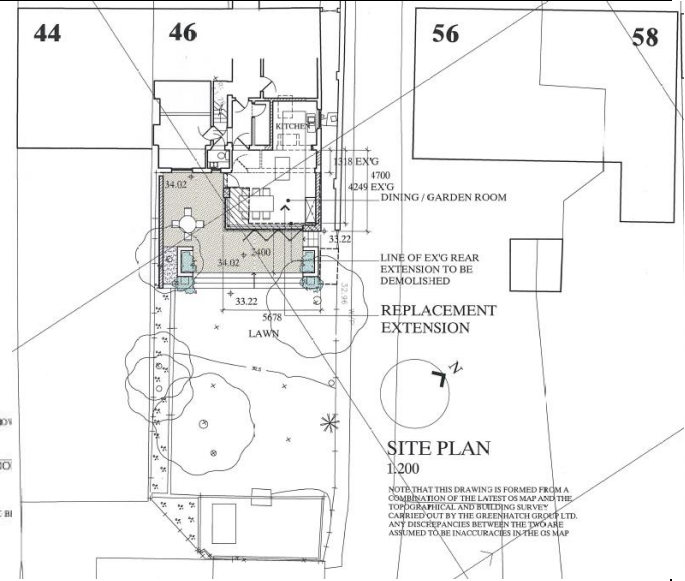 44
46
56
58
KITCHEN
1318 EX'G
4700
4249 EX'G
34.02
DINING / GARDEN ROOM
33.22
2400
34.02
LINE OF EX'G REAR
EXTENSION TO BE
DEMOLISHED
33.22
32.96
5678
REPLACEMENT
EXTENSION
LAWN
N
SITE PLAN
1.200
NOTE THAT THIS DRAWING IS FORMED FROM A
COMBINATION OF THE LATEST OS MAP AND THE
TOPOGRAPHICAL AND BUILDING SURVEY
CARRIED OUT BY THE GREENHATCH GROUP LTD.
ANY DISCREPANCIES BETWEEN THE TWO ARE
ASSUMED TO BE INACCURACIES IN THE OS MAP